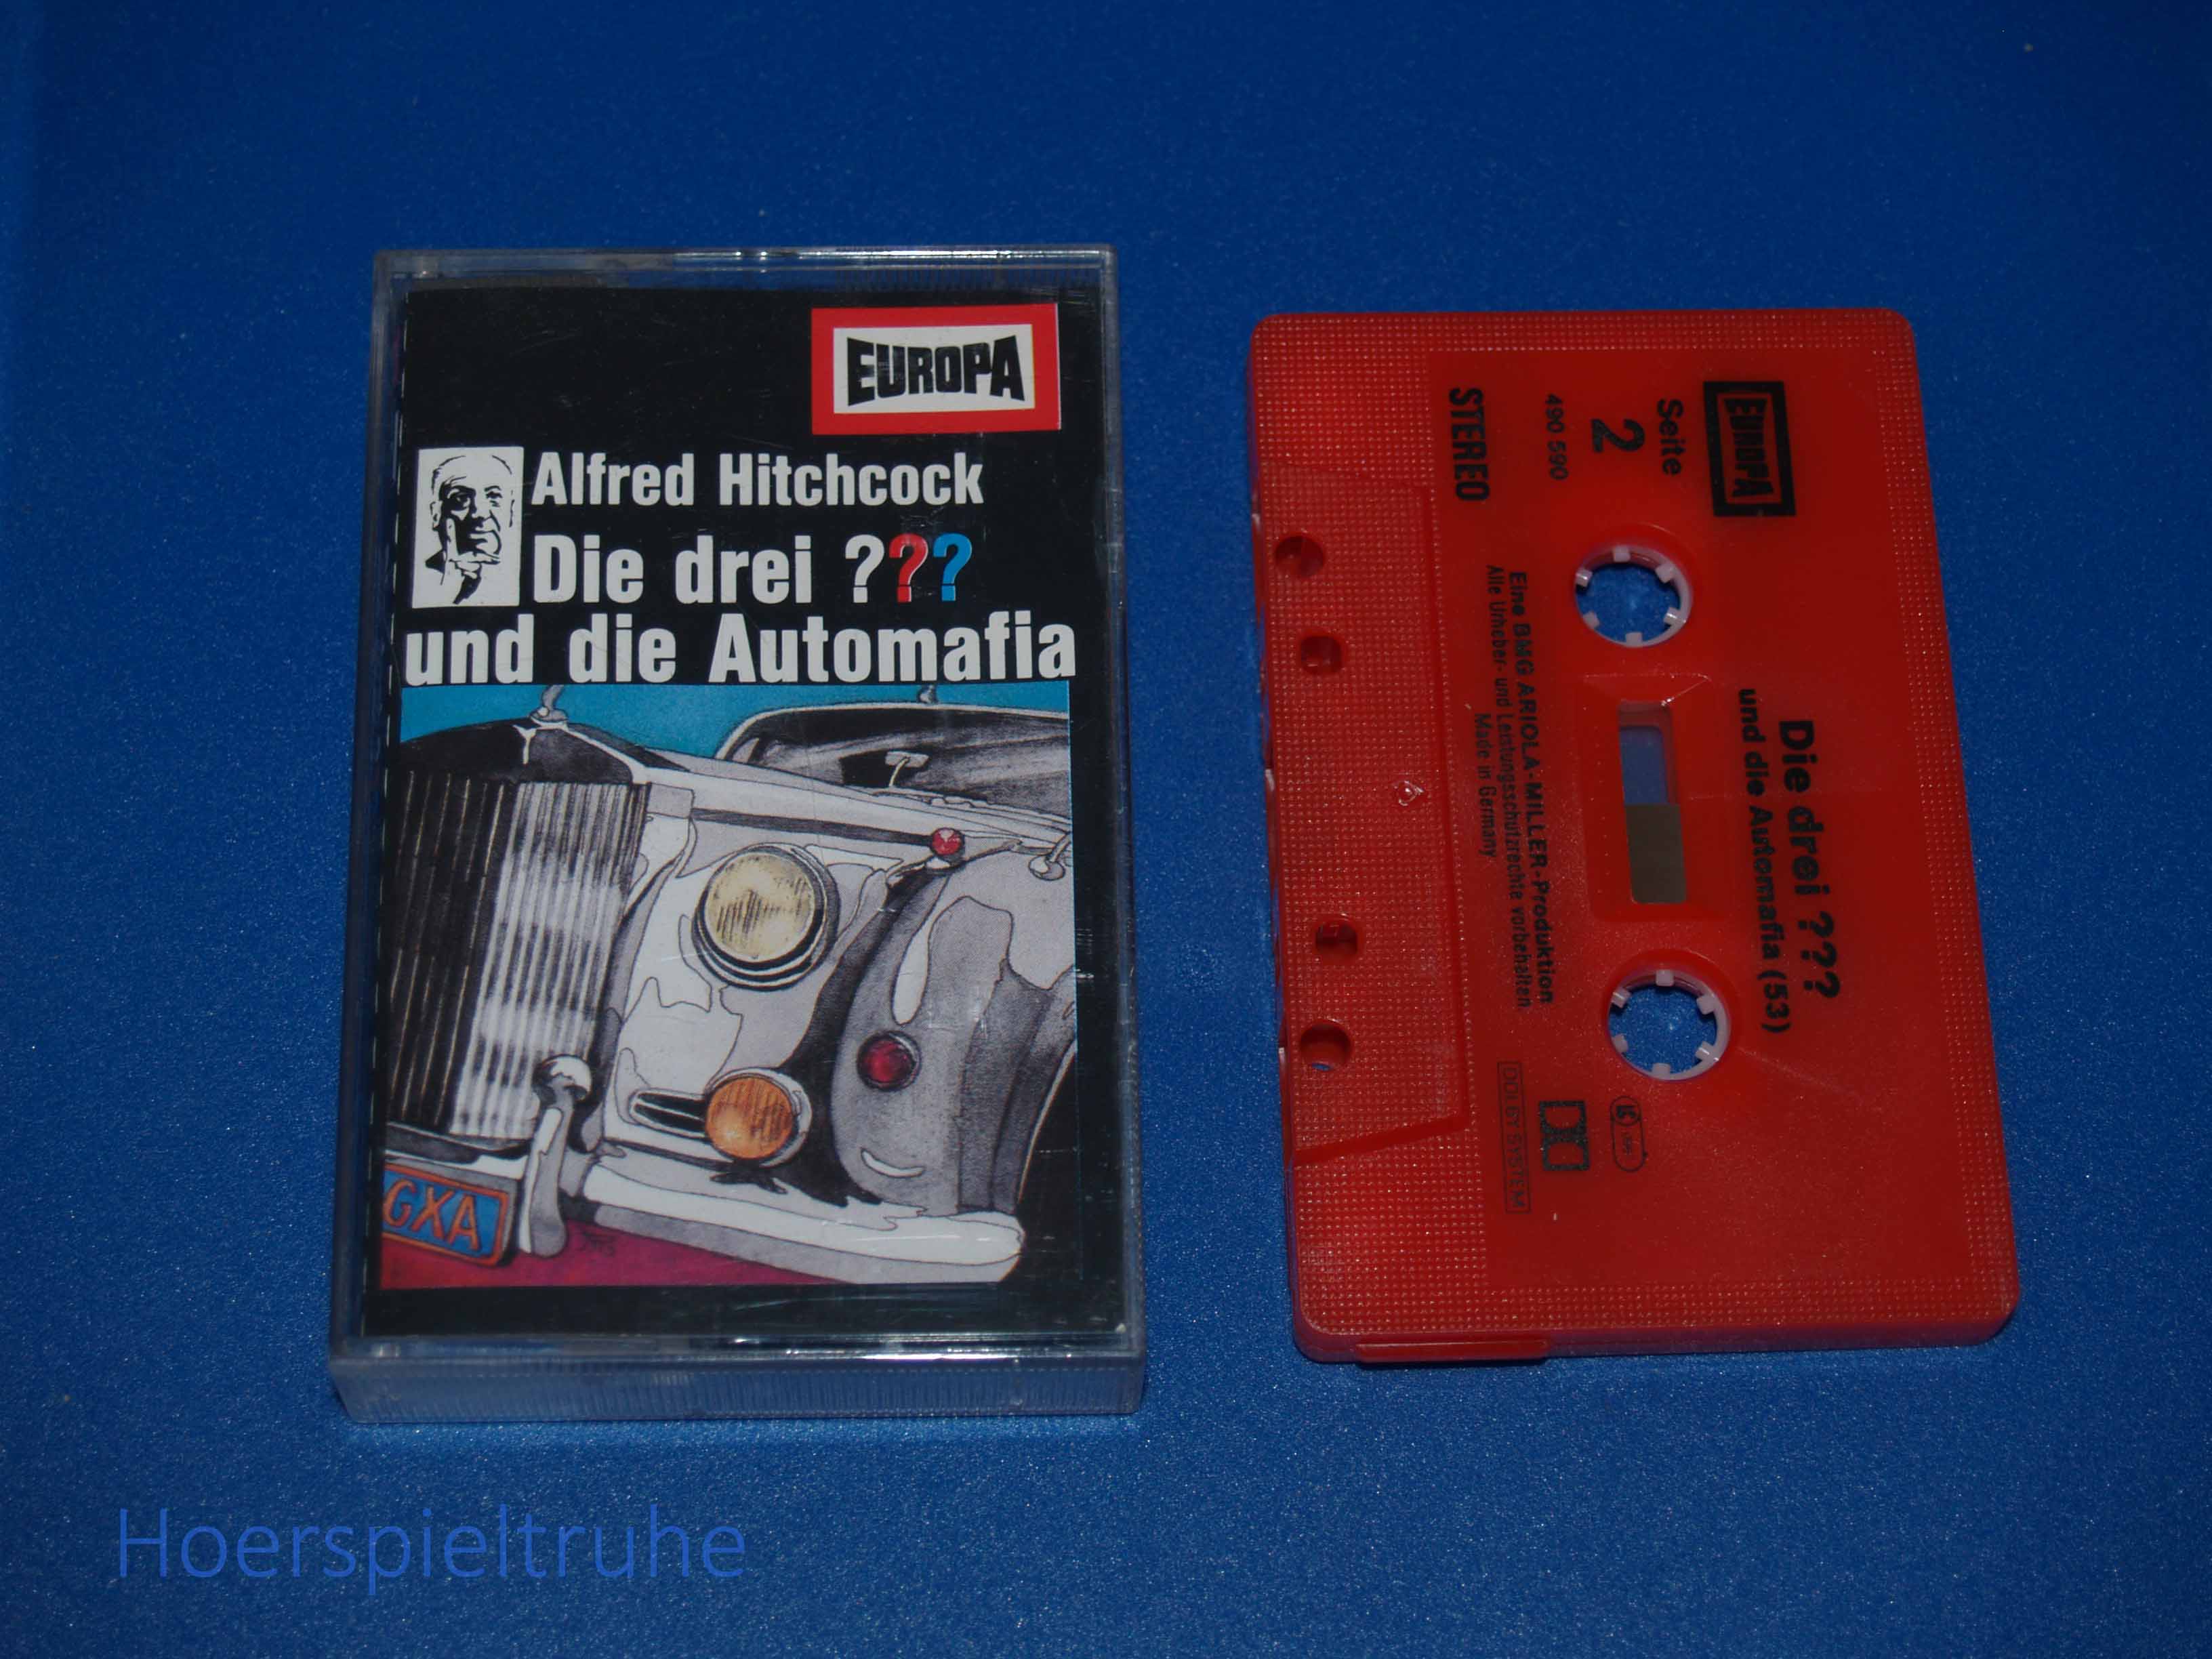 EUROPA
Alfred Hitchcock
Die drei ???
und die Automafia
GXA
EUROPA
Seite
2
490 590
STEREO
Die drei ???
und die Automafia (53)
Eine BMG ARIOLA-MILLER-Produktion
Alle Urheber- und Leistungsschutzrechte vorbehalten
Made in Germany
DOLBY SYSTEM
Hoerspieltruhe